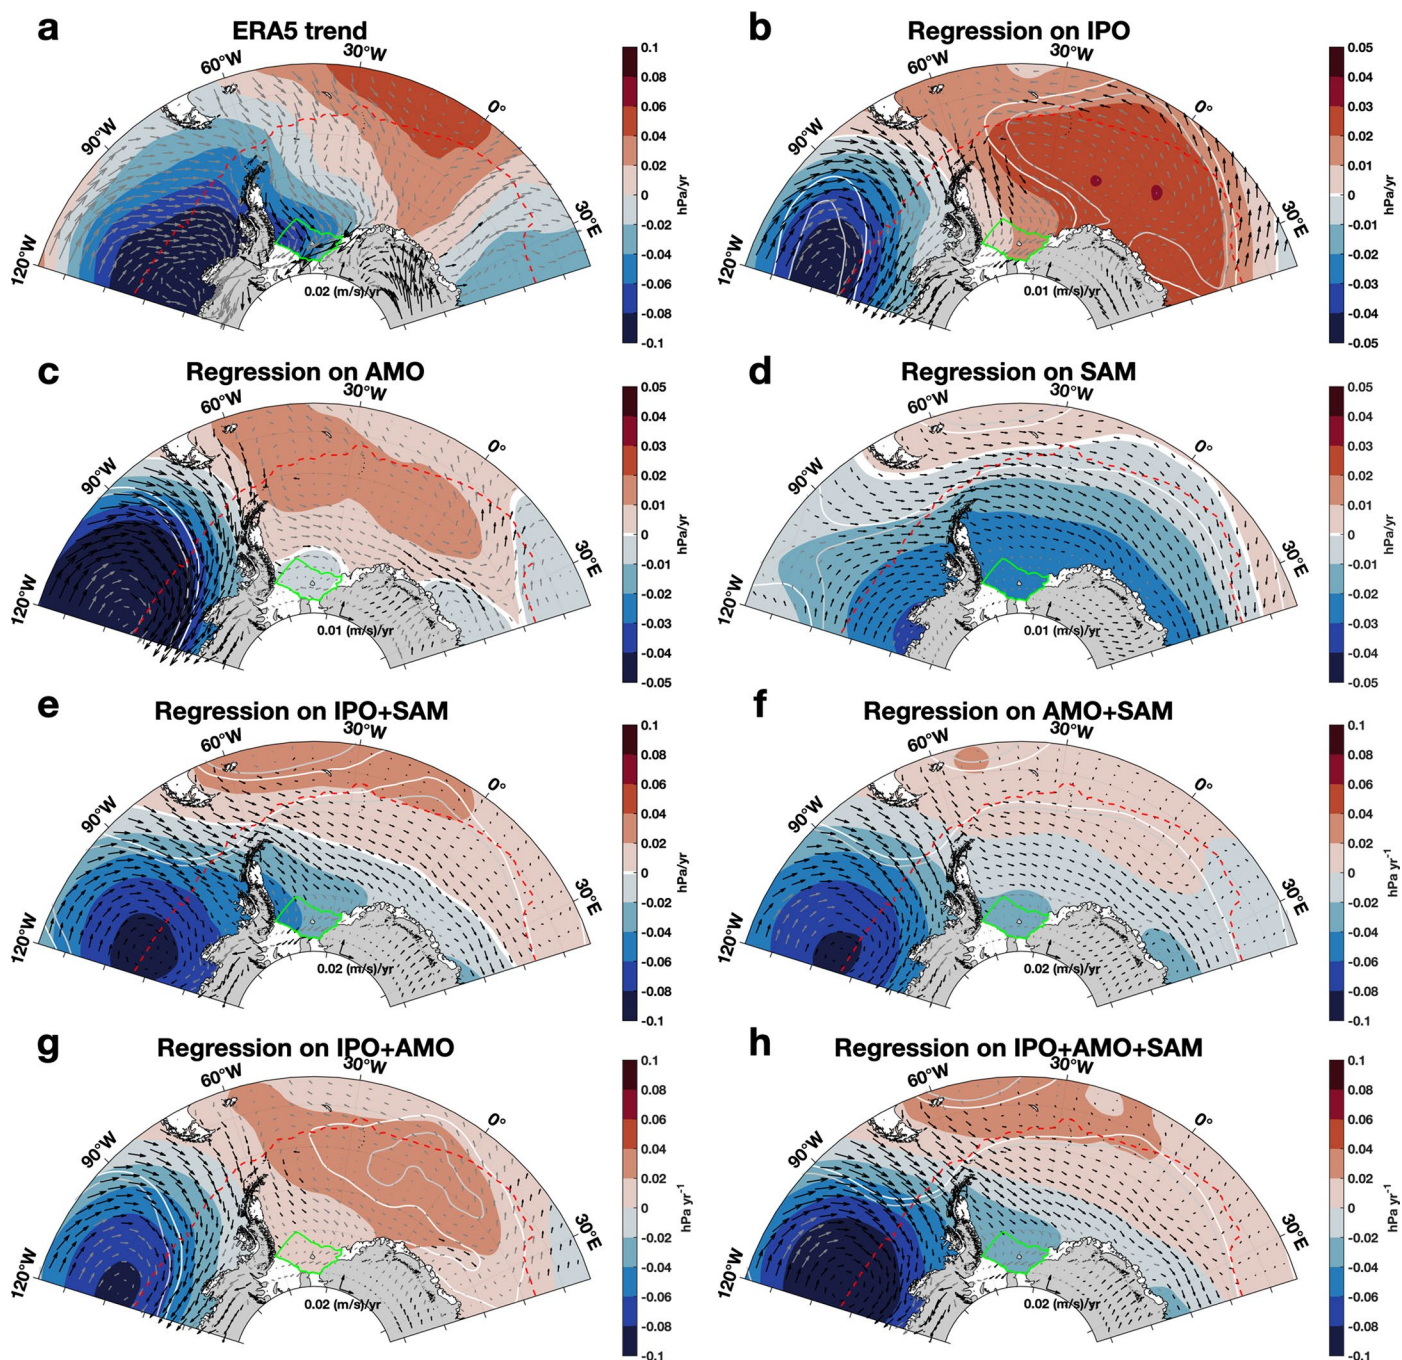 a
ERA5 trend
120°W
90°W
60°W
30°W
0°
30°E
0.02 (m/s)/yr
0.1
0.08
0.06
0.04
0.02
0
-0.02
-0.04
-0.06
-0.08
-0.1
hPa/yr
b
Regression on IPO
120°W
90°W
60°W
30°W
0°
30°E
0.01 (m/s)/yr
0.05
0.04
0.03
0.02
0.01
0
-0.01
-0.02
-0.03
-0.04
-0.05
hPa/yr
c
Regression on AMO
120°W
90°W
60°W
30°W
0°
30°E
0.01 (m/s)/yr
0.05
0.04
0.03
0.02
0.01
0
-0.01
-0.02
-0.03
-0.04
-0.05
hPa/yr
d
Regression on SAM
120°W
90°W
60°W
30°W
0°
30°E
0.01 (m/s)/yr
0.05
0.04
0.03
0.02
0.01
0
-0.01
-0.02
-0.03
-0.04
-0.05
hPa/yr
e
Regression on IPO+SAM
120°W
90°W
60°W
30°W
0°
30°E
0.02 (m/s)/yr
0.1
0.08
0.06
0.04
0.02
0
-0.02
-0.04
-0.06
-0.08
-0.1
hPa/yr
f
Regression on AMO+SAM
120°W
90°W
60°W
30°W
0°
30°E
0.02 (m/s)/yr
0.1
0.08
0.06
0.04
0.02
0
-0.02
-0.04
-0.06
-0.08
-0.1
hPa yr⁻¹
g
Regression on IPO+AMO
120°W
90°W
60°W
30°W
0°
30°E
0.02 (m/s)/yr
0.1
0.08
0.06
0.04
0.02
0
-0.02
-0.04
-0.06
-0.08
-0.1
hPa yr⁻¹
h
Regression on IPO+AMO+SAM
120°W
90°W
60°W
30°W
0°
30°E
0.02 (m/s)/yr
0.1
0.08
0.06
0.04
0.02
0
-0.02
-0.04
-0.06
-0.08
-0.1
hPa yr⁻¹